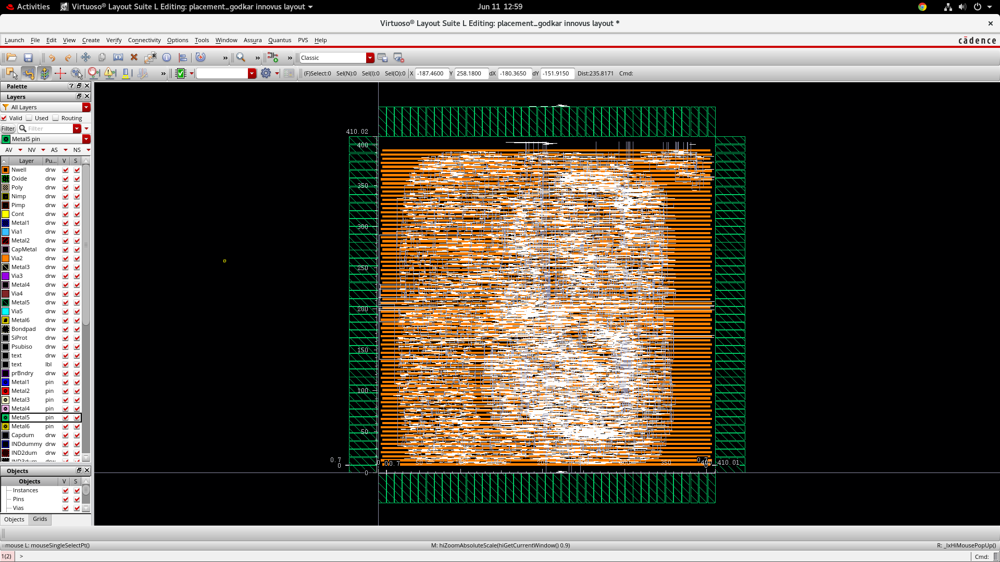 Activities
Virtuoso® Layout Suite L Editing: placement_godkar innovus layout
Jun 11 12:59
Virtuoso® Layout Suite L Editing: placement_godkar innovus layout *
Launch File Edit View Create Verify Connectivity Options Tools Window Assura Quantus PVS Help
cādence
Classic
(F)Select:0 Sel(N):0 Sel(I):0 Sel(O):0 X -187.4600 Y 258.1800 dX -180.3650 dY -151.9150 Dist:235.8171 Cmd:
Palette
Layers
All Layers
Valid Used Routing
Filter Filter
Metal5 pin
AV NV AS NS
Layer Pu... V S
Nwell drw
Oxide drw
Poly drw
Nimp drw
Pimp drw
Cont drw
Metal1 drw
Via1 drw
Metal2 drw
CapMetal drw
Via2 drw
Metal3 drw
Via3 drw
Metal4 drw
Via4 drw
Metal5 drw
Via5 drw
Metal6 drw
Bondpad drw
SiProt drw
Psubiso drw
text drw
text lbl
prBndry drw
Metal1 pin
Metal2 pin
Metal3 pin
Metal4 pin
Metal5 pin
Metal6 pin
Capdum drw
INDdummy drw
IND2dum drw
IND3dum drw
Objects
Objects V S
Instances
Pins
Vias
Objects Grids
410.02
400
350
300
250
200
150
100
50
0
0.7
0
0 0.7 50 200 350 400 410.01
mouse L: mouseSingleSelectPt()
M: hiZoomAbsoluteScale(hiGetCurrentWindow() 0.9)
R: _lxHiMousePopUp()
1(2) >
Cmd: